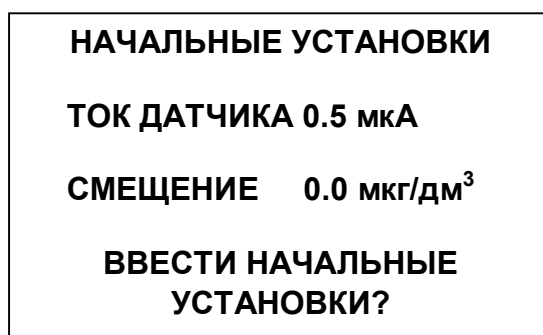 НАЧАЛЬНЫЕ УСТАНОВКИ
ТОК ДАТЧИКА 0.5 мкА
СМЕЩЕНИЕ 0.0 мкг/дм³
ВВЕСТИ НАЧАЛЬНЫЕ
УСТАНОВКИ?